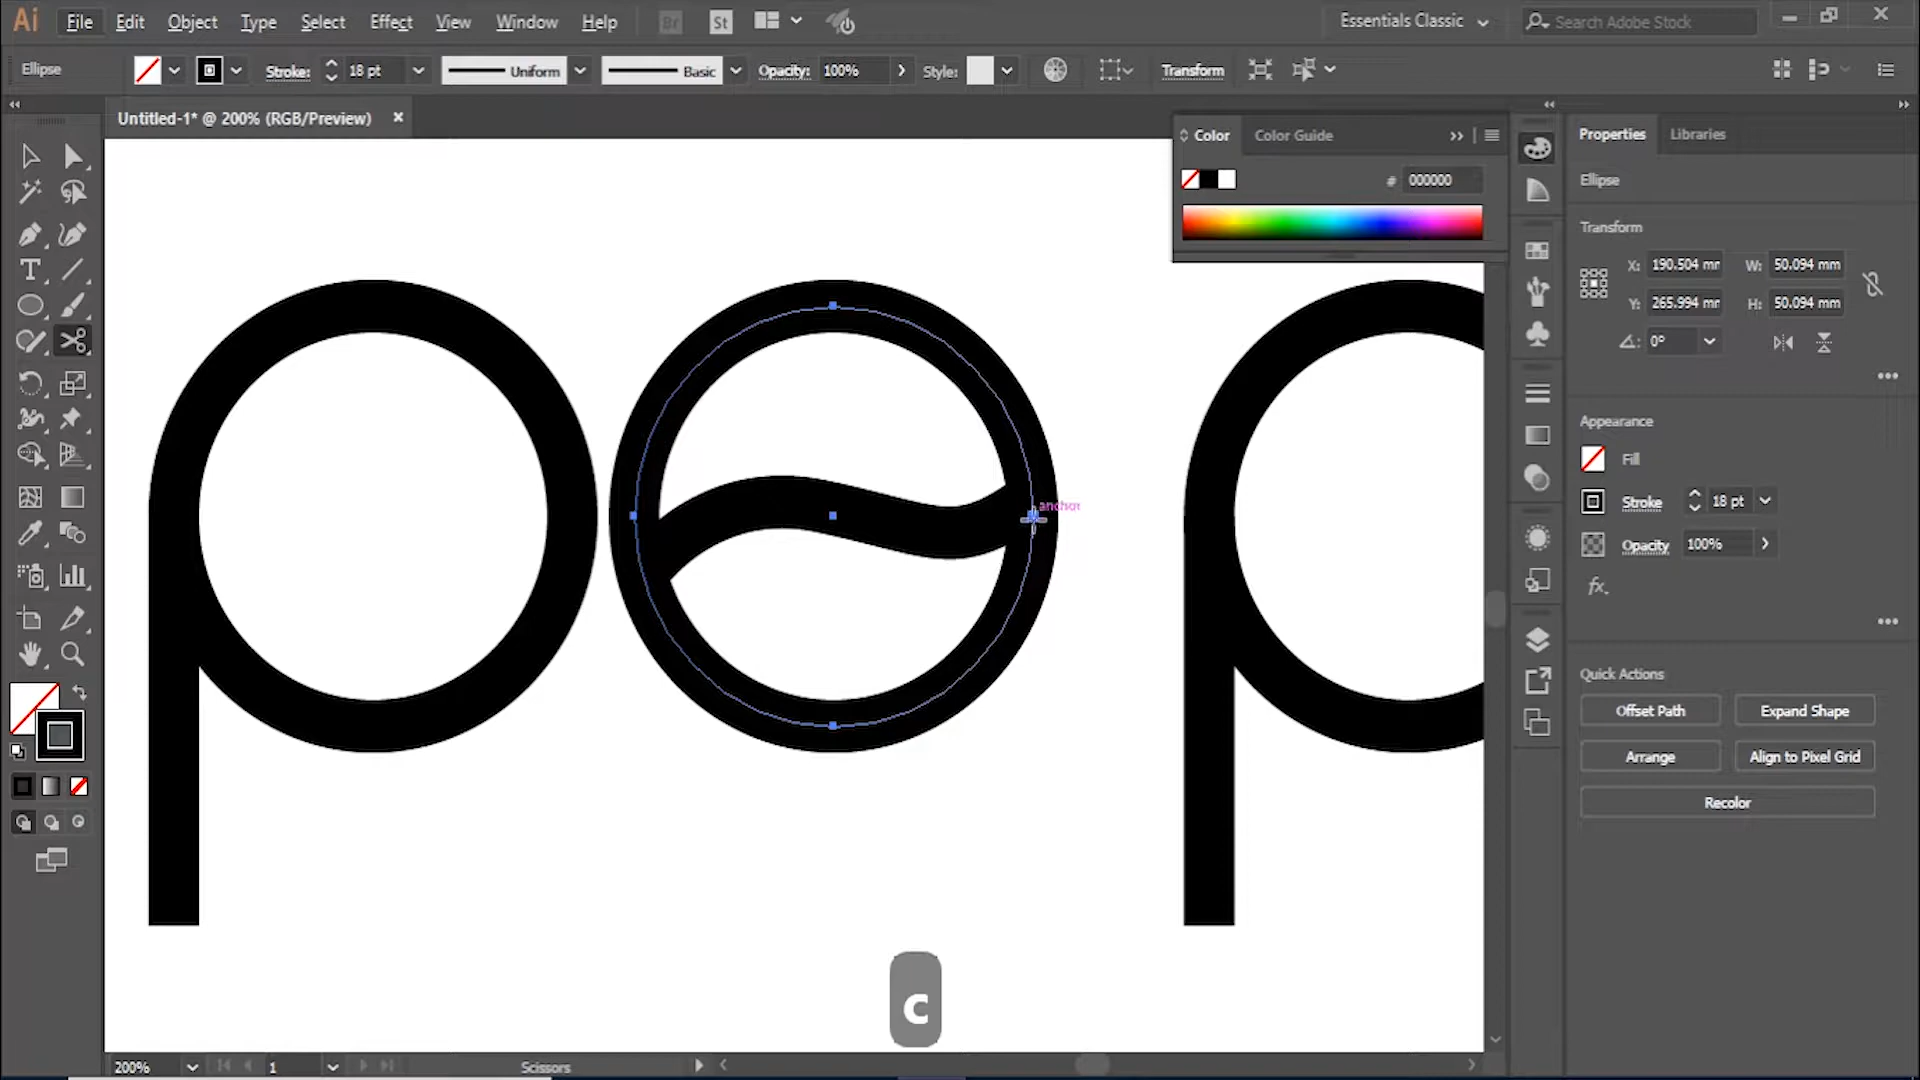 Ai File Edit Object Type Select Effect View Window Help Br St Essentials Classic Search Adobe Stock
Ellipse Stroke: 18 pt Uniform Basic Opacity: 100% Style: Transform
Untitled-1* @ 200% (RGB/Preview) ×
Color Color Guide
# 000000
Properties Libraries
Ellipse
Transform
X: 190.504 mm W: 50.094 mm
Y: 265.994 mm H: 50.094 mm
0°
Appearance
Fill
Stroke 18 pt
Opacity 100%
fx.
Quick Actions
Offset Path Expand Shape
Arrange Align to Pixel Grid
Recolor
anchor
pep
c
200% 1 Scissors